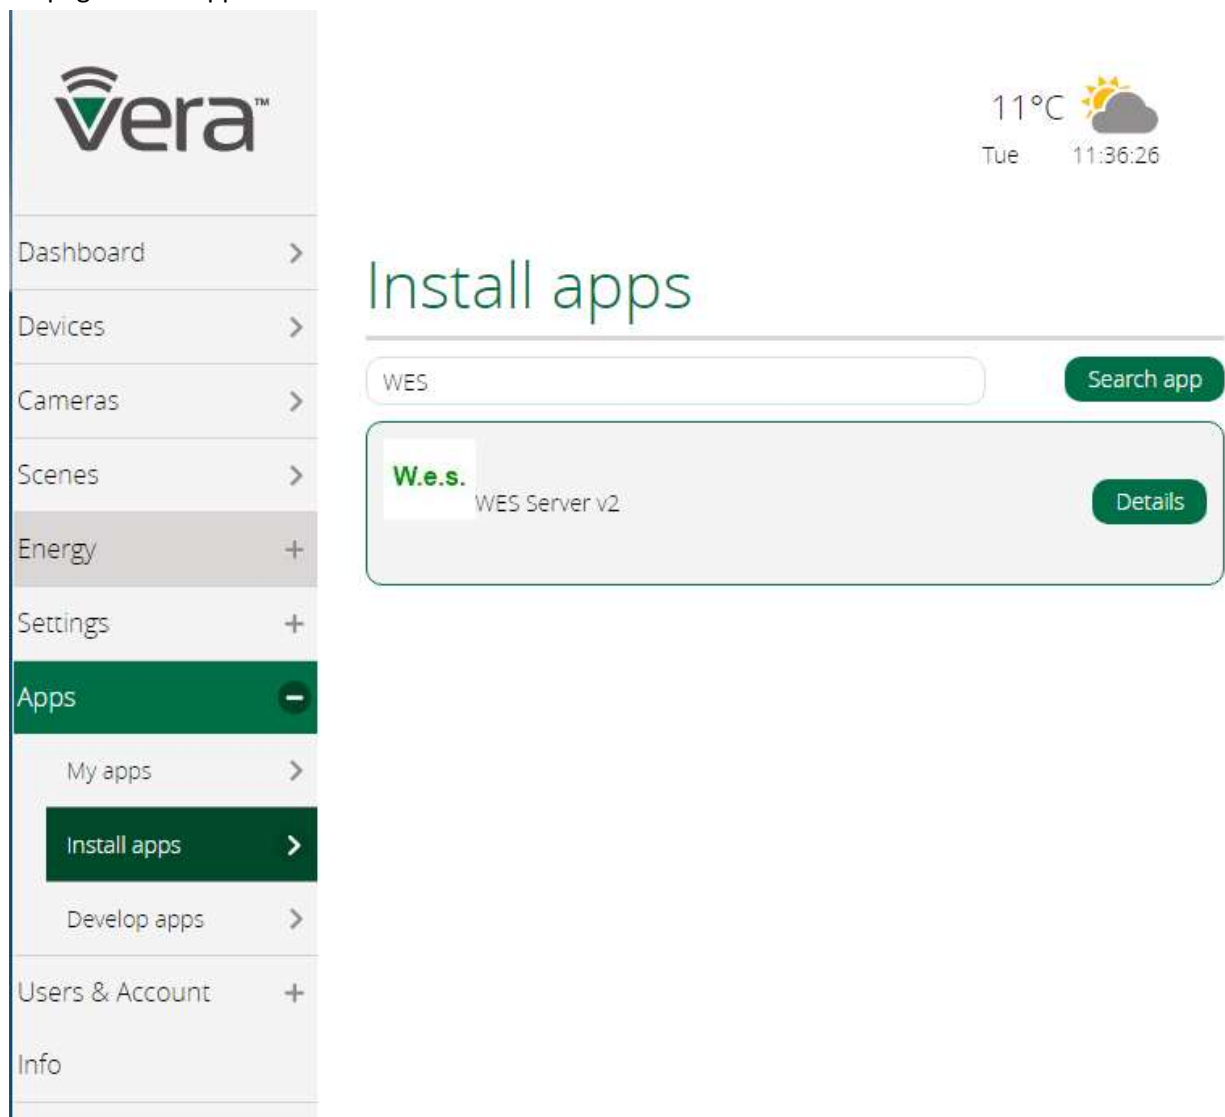 vera™
11°C
Tue 11:36:26
Dashboard
Devices
Cameras
Scenes
Energy
Settings
Apps
My apps
Install apps
Develop apps
Users & Account
Info
Install apps
WES
Search app
W.e.s.
WES Server v2
Details